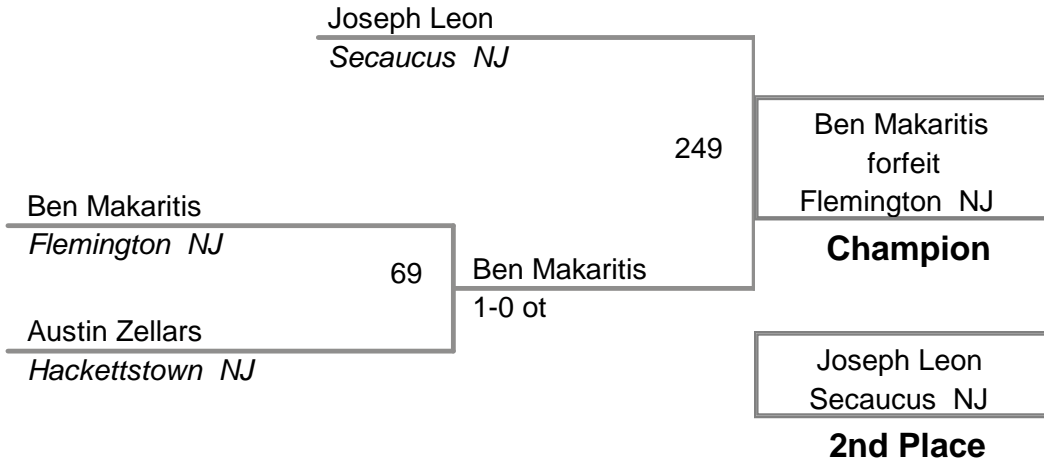 Joseph Leon
Secaucus NJ
249
Ben Makaritis
forfeit
Flemington NJ
Champion
Ben Makaritis
Flemington NJ
69
Ben Makaritis
1-0 ot
Austin Zellars
Hackettstown NJ
Joseph Leon
Secaucus NJ
2nd Place